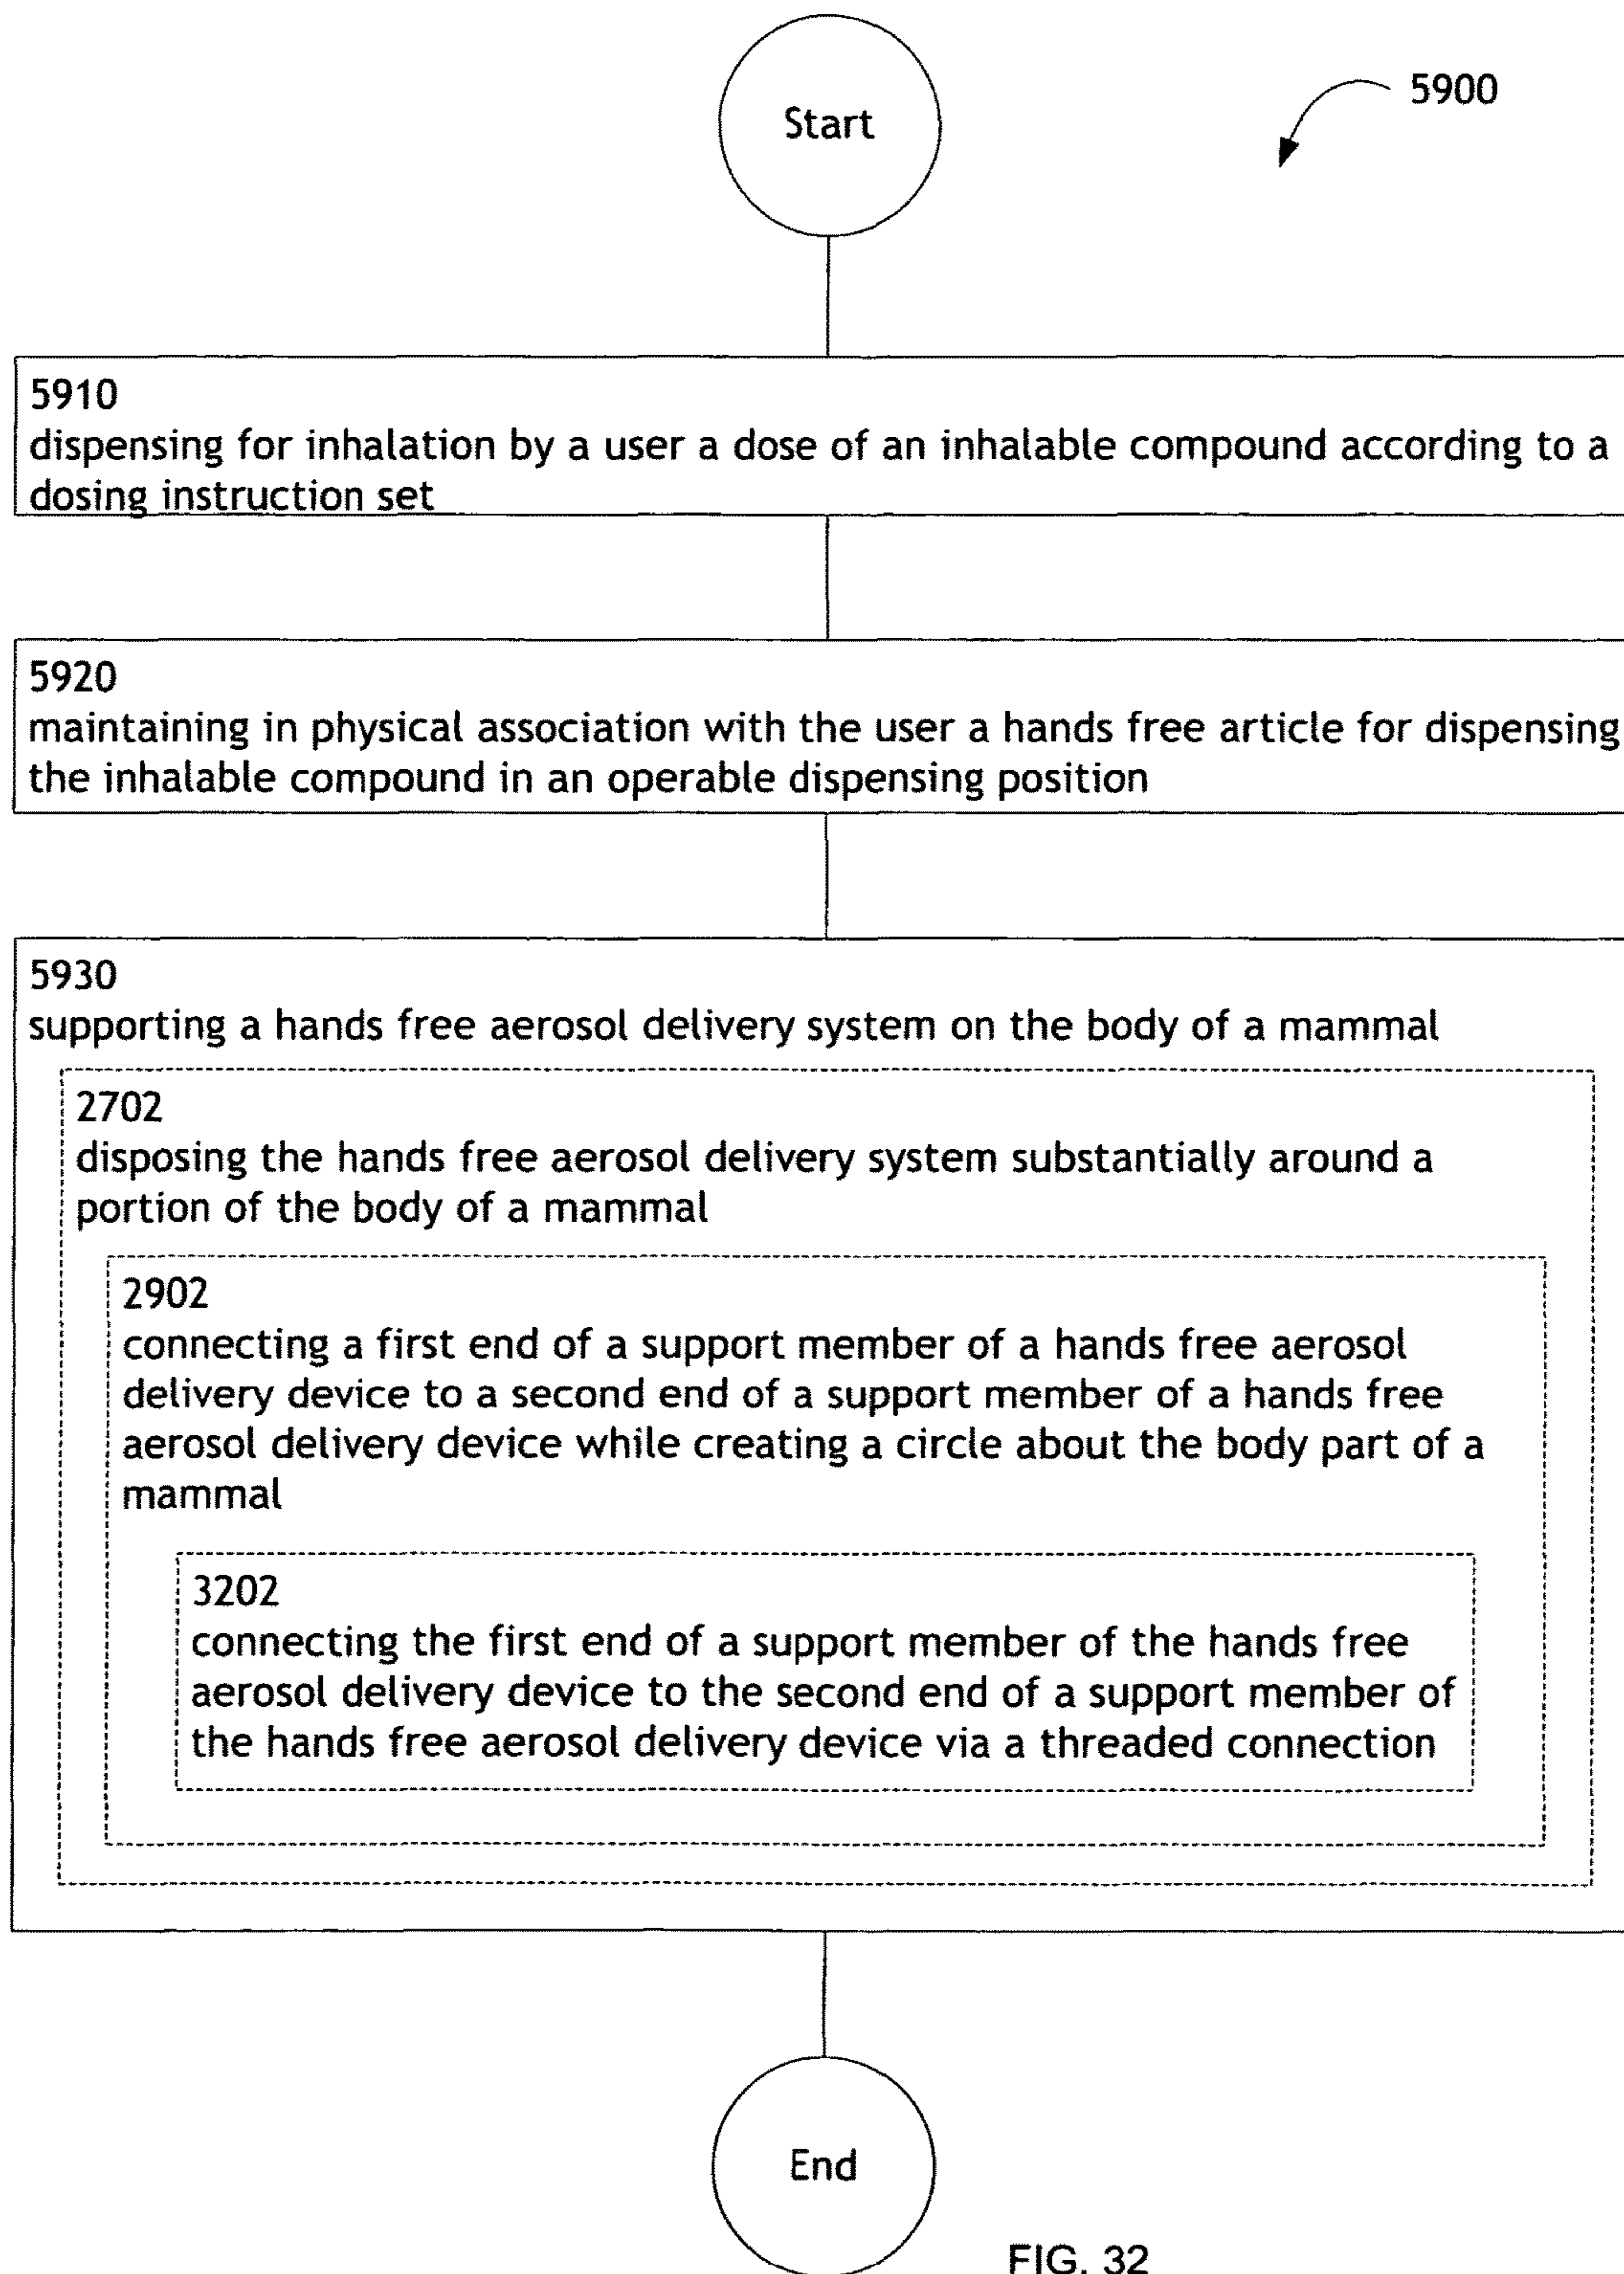 Start
5900
5910
dispensing for inhalation by a user a dose of an inhalable compound according to a
dosing instruction set
5920
maintaining in physical association with the user a hands free article for dispensing
the inhalable compound in an operable dispensing position
5930
supporting a hands free aerosol delivery system on the body of a mammal
2702
disposing the hands free aerosol delivery system substantially around a
portion of the body of a mammal
2902
connecting a first end of a support member of a hands free aerosol
delivery device to a second end of a support member of a hands free
aerosol delivery device while creating a circle about the body part of a
mammal
3202
connecting the first end of a support member of the hands free
aerosol delivery device to the second end of a support member of
the hands free aerosol delivery device via a threaded connection
End
FIG. 32